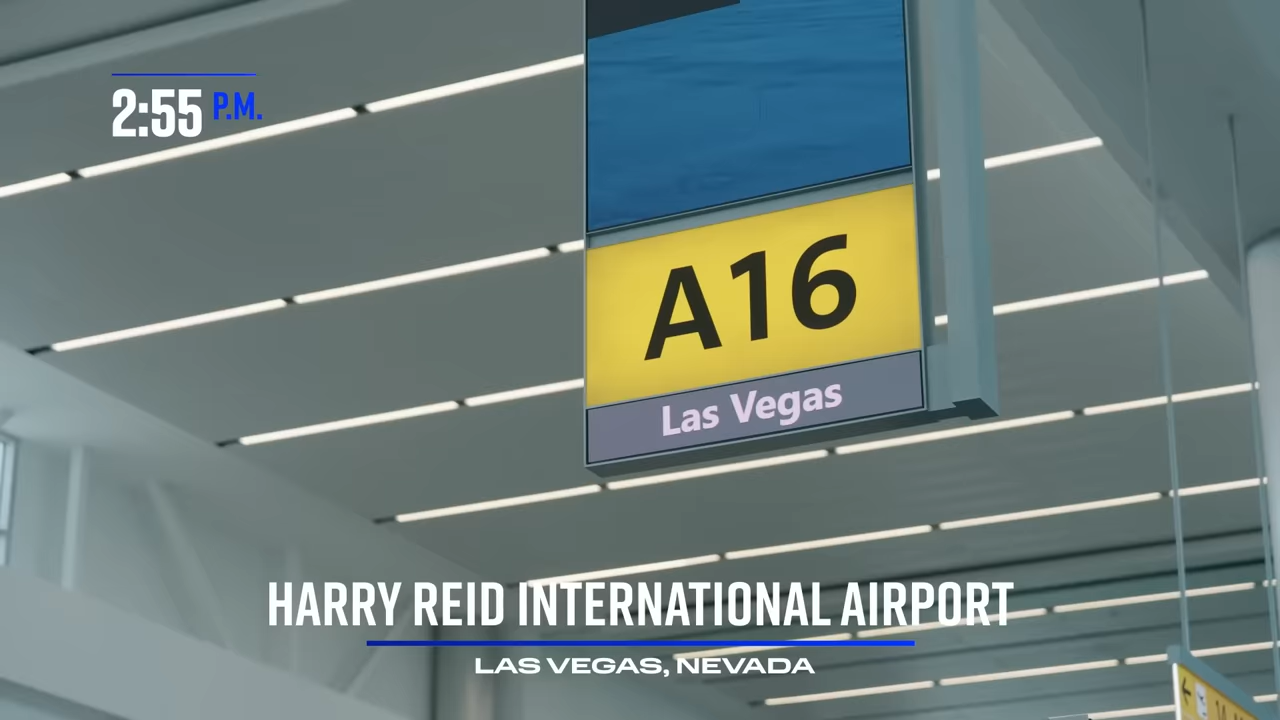 2:55 P.M.
A16
Las Vegas
HARRY REID INTERNATIONAL AIRPORT
LAS VEGAS, NEVADA